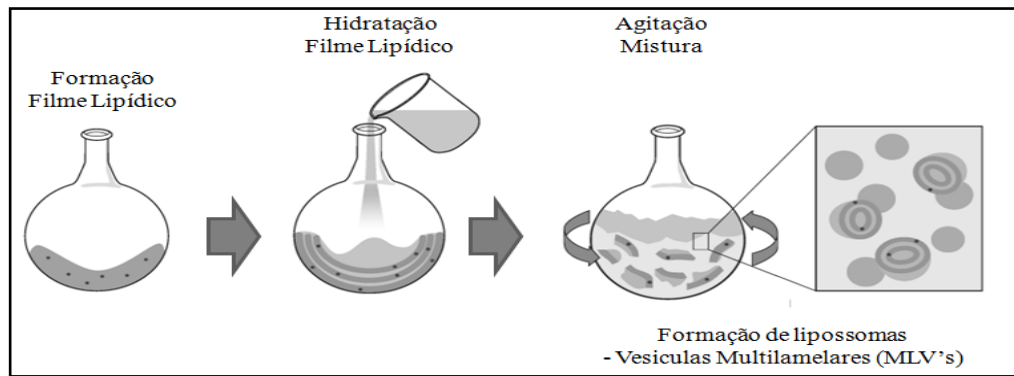 Formação
Filme Lipídico
Hidratação
Filme Lipídico
Agitação
Mistura
Formação de lipossomas
- Vesiculas Multilamelares (MLV's)